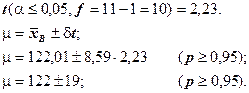 t(α ≤ 0,05, f = 11−1 = 10) = 2,23.
μ = x̅_B ± δt;
μ = 122,01 ± 8,59 · 2,23 (p ≥ 0,95);
μ = 122 ± 19; (p ≥ 0,95).